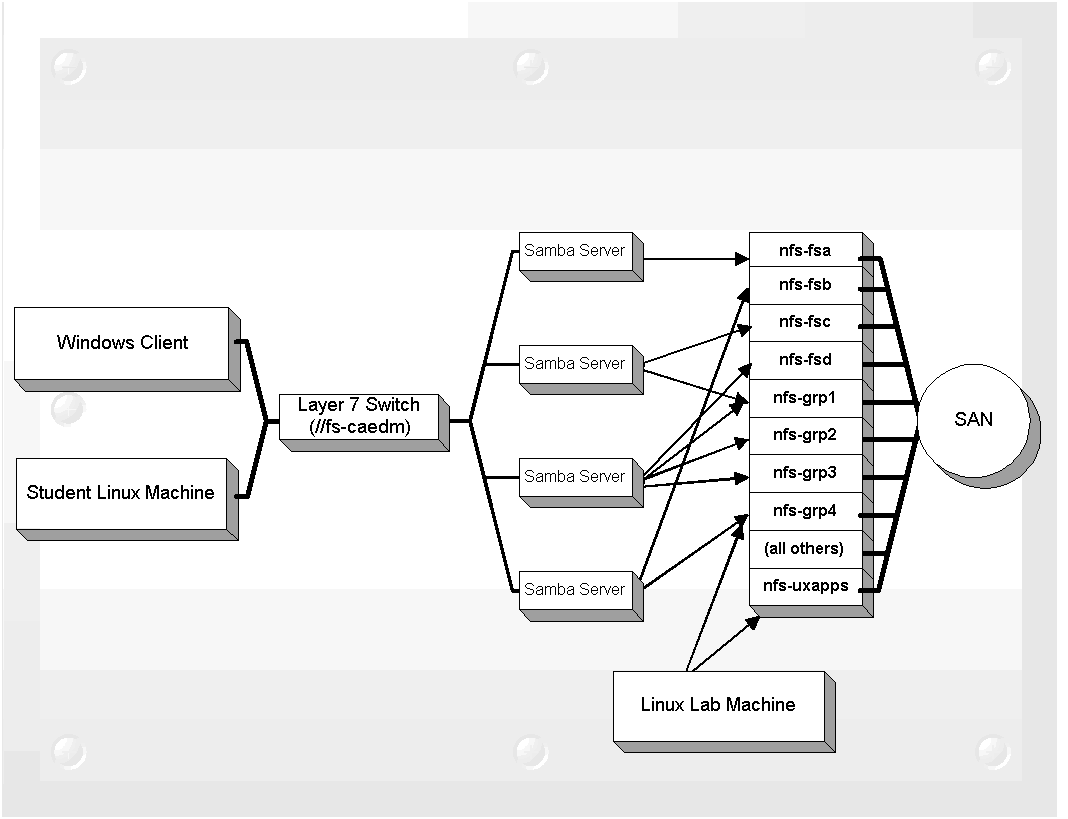 Windows Client
Student Linux Machine
Layer 7 Switch
(//fs-caedm)
Samba Server
Samba Server
Samba Server
Samba Server
nfs-fsa
nfs-fsb
nfs-fsc
nfs-fsd
nfs-grp1
nfs-grp2
nfs-grp3
nfs-grp4
(all others)
nfs-uxapps
SAN
Linux Lab Machine